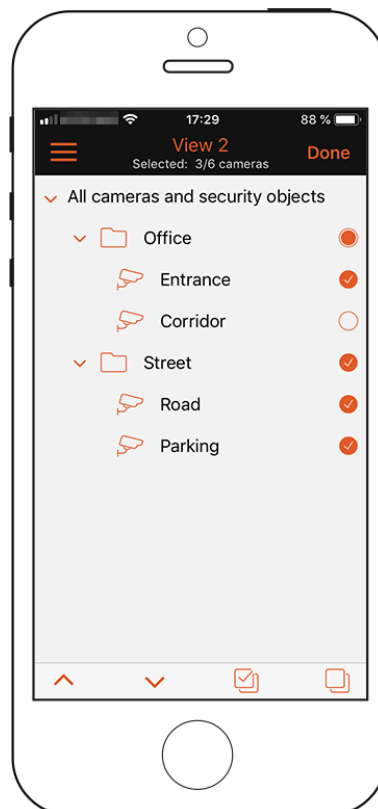 17:29
88 %
View 2
Selected: 3/6 cameras
Done
All cameras and security objects
Office
Entrance
Corridor
Street
Road
Parking